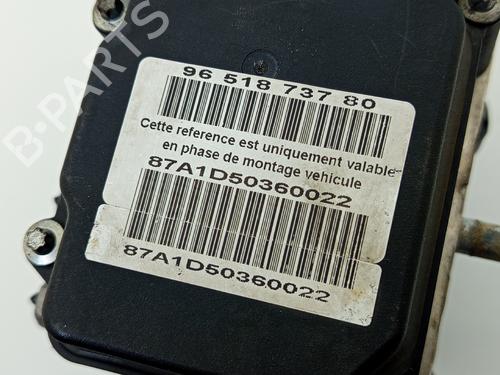 96 518 737 80
Cette reference est uniquement valable
en phase de montage vehicule
87A1D50360022
87A1D50360022
B-PARTS